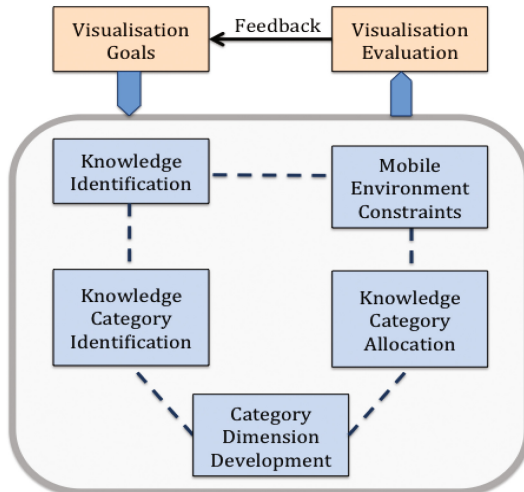 Visualisation
Goals
Feedback
Visualisation
Evaluation
Knowledge
Identification
Mobile
Environment
Constraints
Knowledge
Category
Identification
Knowledge
Category
Allocation
Category
Dimension
Development